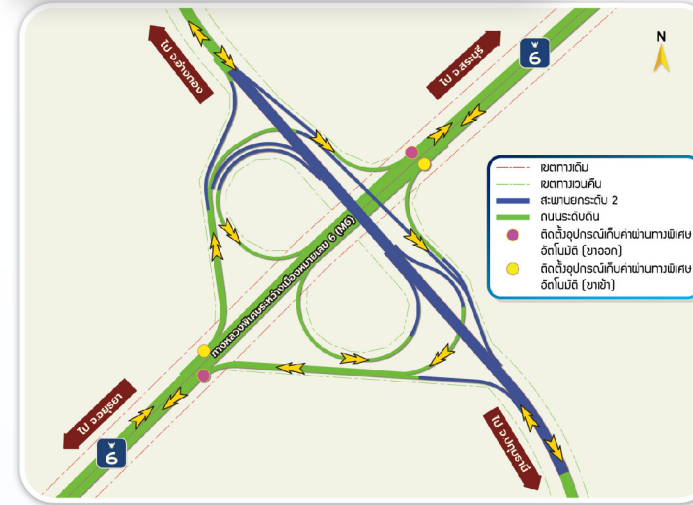 N
ไป จ.อ่างทอง
ไป จ.สระบุรี
6
เขตทางเดิม
เขตทางเวนคืน
สะพานยกระดับ 2
ถนนระดับดิน
ติดตั้งอุปกรณ์เก็บค่าผ่านทางพิเศษ
อัตโนมัติ (ขาออก)
ติดตั้งอุปกรณ์เก็บค่าผ่านทางพิเศษ
อัตโนมัติ (ขาเข้า)
ทางหลวงพิเศษระหว่างเมืองหมายเลข 6 (M6)
ไป จ.อยุธยา
6
ไป จ.ปทุมธานี